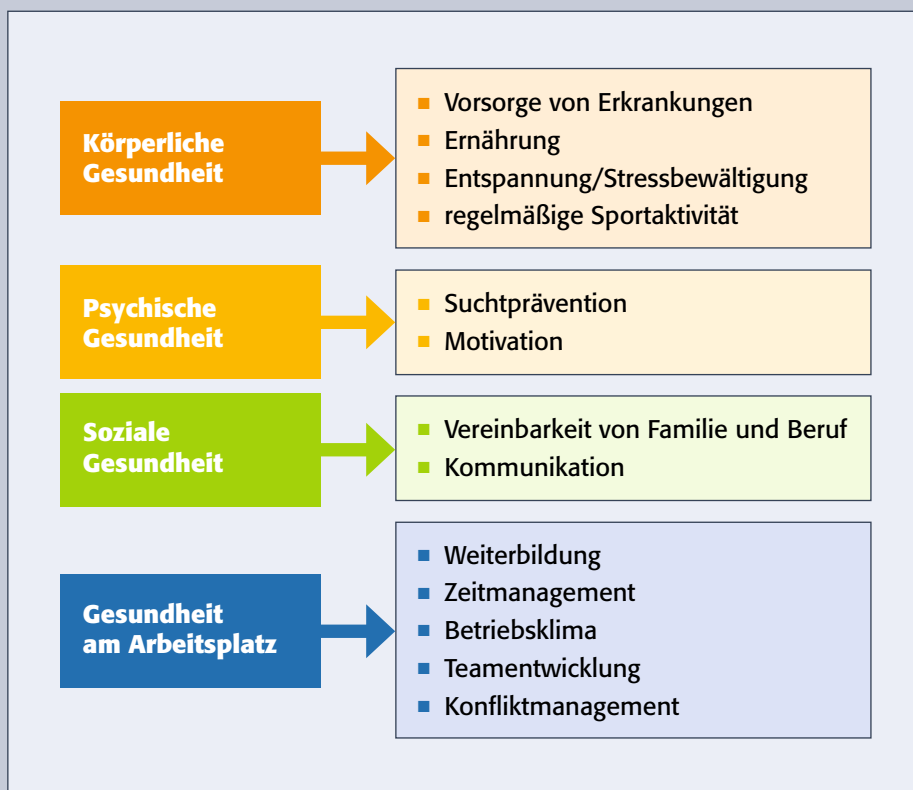 Körperliche
Gesundheit
Vorsorge von Erkrankungen
Ernährung
Entspannung/Stressbewältigung
regelmäßige Sportaktivität
Psychische
Gesundheit
Suchtprävention
Motivation
Soziale
Gesundheit
Vereinbarkeit von Familie und Beruf
Kommunikation
Gesundheit
am Arbeitsplatz
Weiterbildung
Zeitmanagement
Betriebsklima
Teamentwicklung
Konfliktmanagement